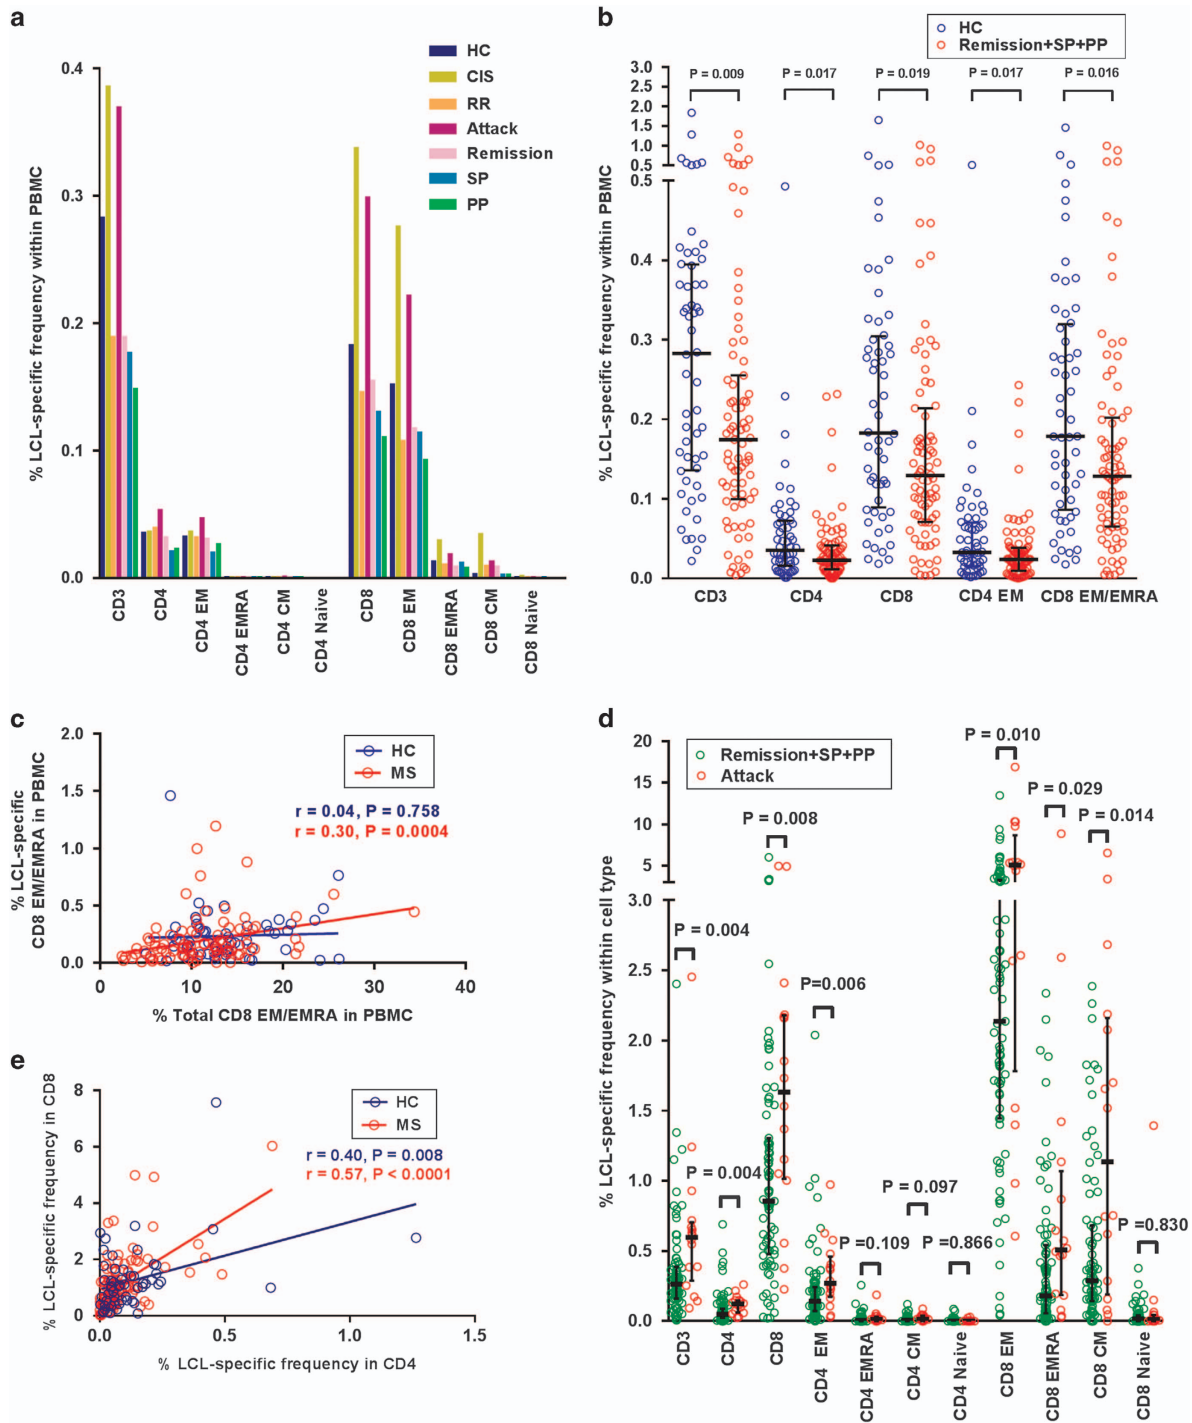 a
HC
CIS
RR
Attack
Remission
SP
PP
% LCL-specific frequency within PBMC
0.4
0.3
0.2
0.1
0.0
CD3
CD4
CD4 EM
CD4 EMRA
CD4 CM
CD4 Naive
CD8
CD8 EM
CD8 EMRA
CD8 CM
CD8 Naive
b
HC
Remission+SP+PP
% LCL-specific frequency within PBMC
3.0
2.5
2.0
1.5
1.0
0.5
0.5
0.4
0.3
0.2
0.1
0.0
P = 0.009
P = 0.017
P = 0.019
P = 0.017
P = 0.016
CD3
CD4
CD8
CD4 EM
CD8 EM/EMRA
c
% LCL-specific
CD8 EM/EMRA in PBMC
2.0
1.5
1.0
0.5
0.0
HC
MS
r = 0.04, P = 0.758
r = 0.30, P = 0.0004
0
10
20
30
40
% Total CD8 EM/EMRA in PBMC
d
Remission+SP+PP
Attack
% LCL-specific frequency within cell type
20
15
10
5
3.0
2.5
2.0
1.5
1.0
0.5
0.0
P = 0.004
P = 0.004
P = 0.008
P=0.006
P =0.109
P = 0.097
P =0.866
P = 0.010
P = 0.029
P = 0.014
P =0.830
CD3
CD4
CD8
CD4 EM
CD4 EMRA
CD4 CM
CD4 Naive
CD8 EM
CD8 EMRA
CD8 CM
CD8 Naive
e
% LCL-specific frequency in CD8
8
6
4
2
0
HC
MS
r = 0.40, P = 0.008
r = 0.57, P < 0.0001
0.0
0.5
1.0
1.5
% LCL-specific frequency in CD4